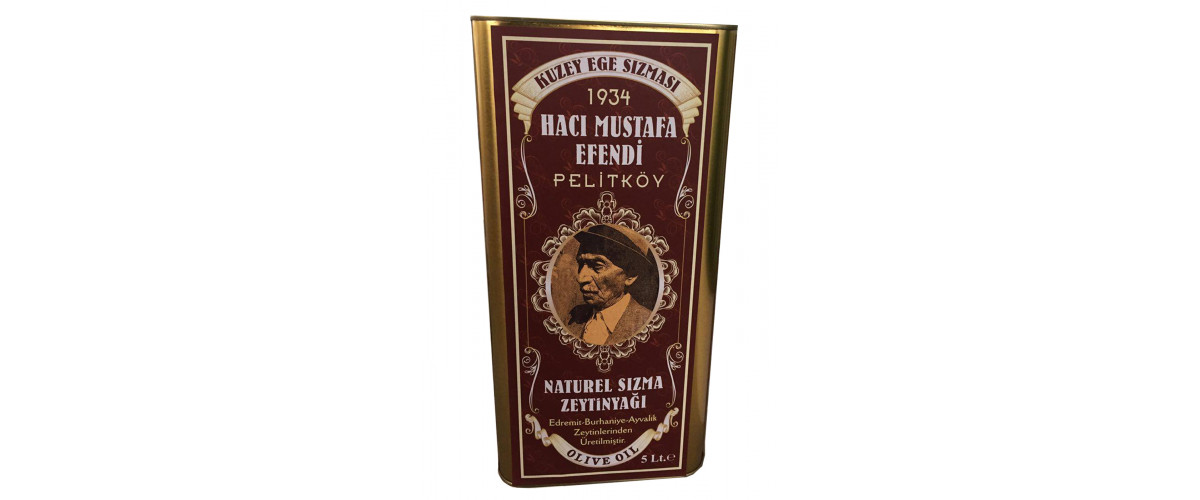 KUZEY EGE SIZMASI
1934
HACI MUSTAFA
EFENDİ
PELİTKÖY
NATUREL SIZMA
ZEYTİNYAĞI
Edremit-Burhaniye-Ayvalık
Zeytinlerinden
Üretilmiştir.
OLIVE OIL
5 Lt.℮